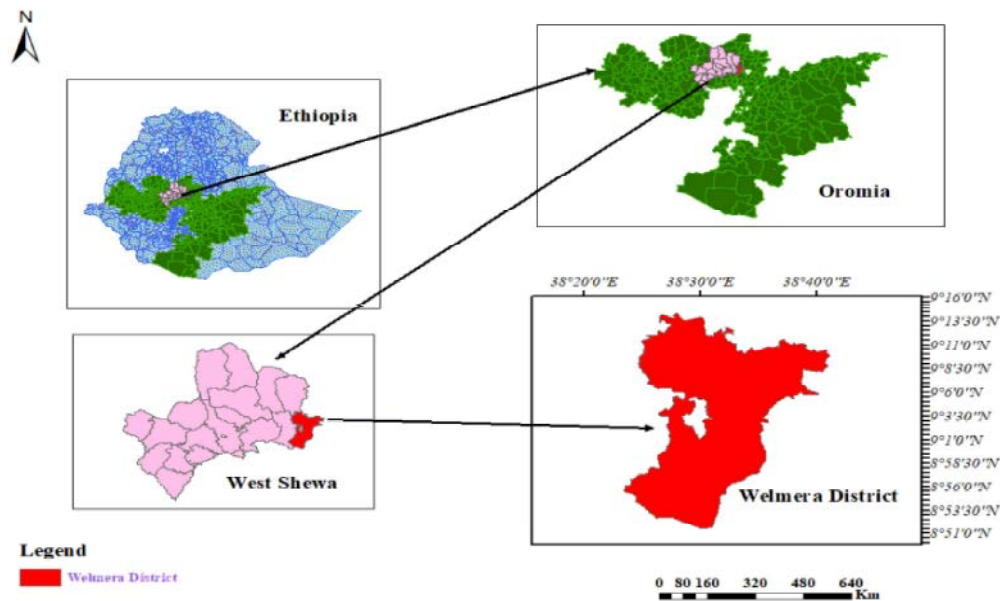 N
Ethiopia
Oromia
38°20'0"E 38°30'0"E 38°40'0"E
9°16'0"N
9°13'30"N
9°11'0"N
9°8'30"N
9°6'0"N
9°3'30"N
9°1'0"N
8°58'30"N
8°56'0"N
8°53'30"N
8°51'0"N
West Shewa
Welmera District
Legend
Welmera District
0 80 160 320 480 640
Km